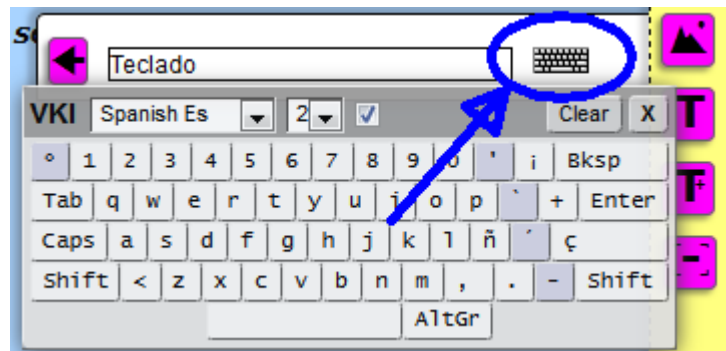 Teclado
VKI Spanish Es 2 Clear X
º 1 2 3 4 5 6 7 8 9 0 ' ¡ Bksp
Tab q w e r t y u i o p ` + Enter
Caps a s d f g h j k l ñ ´ ç
Shift < z x c v b n m , . - Shift
AltGr
T
T+